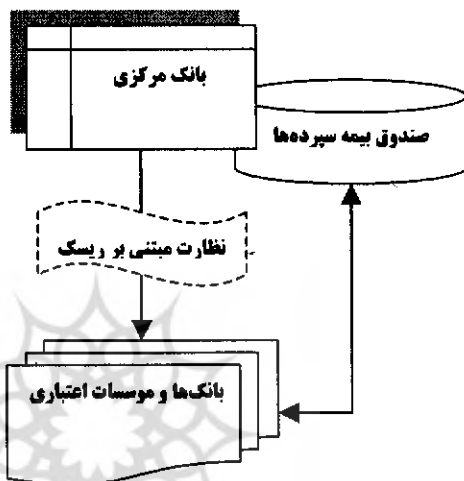 بانک مرکزی
صندوق بیمه سپرده‌ها
نظارت مبتنی بر ریسک
بانک‌ها و موسسات اعتباری